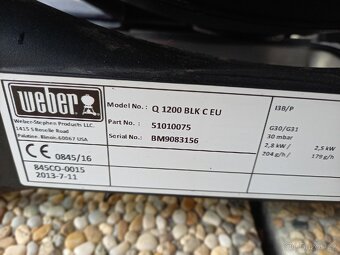 weber
Weber-Stephen Products LLC.
1415 S Roselle Road
Palatine, Illinois-60067 USA
CE 0845/16
845CO-0015
2013-7-11
Model No.: Q 1200 BLK C EU
Part No.: 51010075
Serial No.: BM9083156
I3B/P
G30/G31
30 mbar
2,8 kW / 2,5 kW
204 g/h / 179 g/h